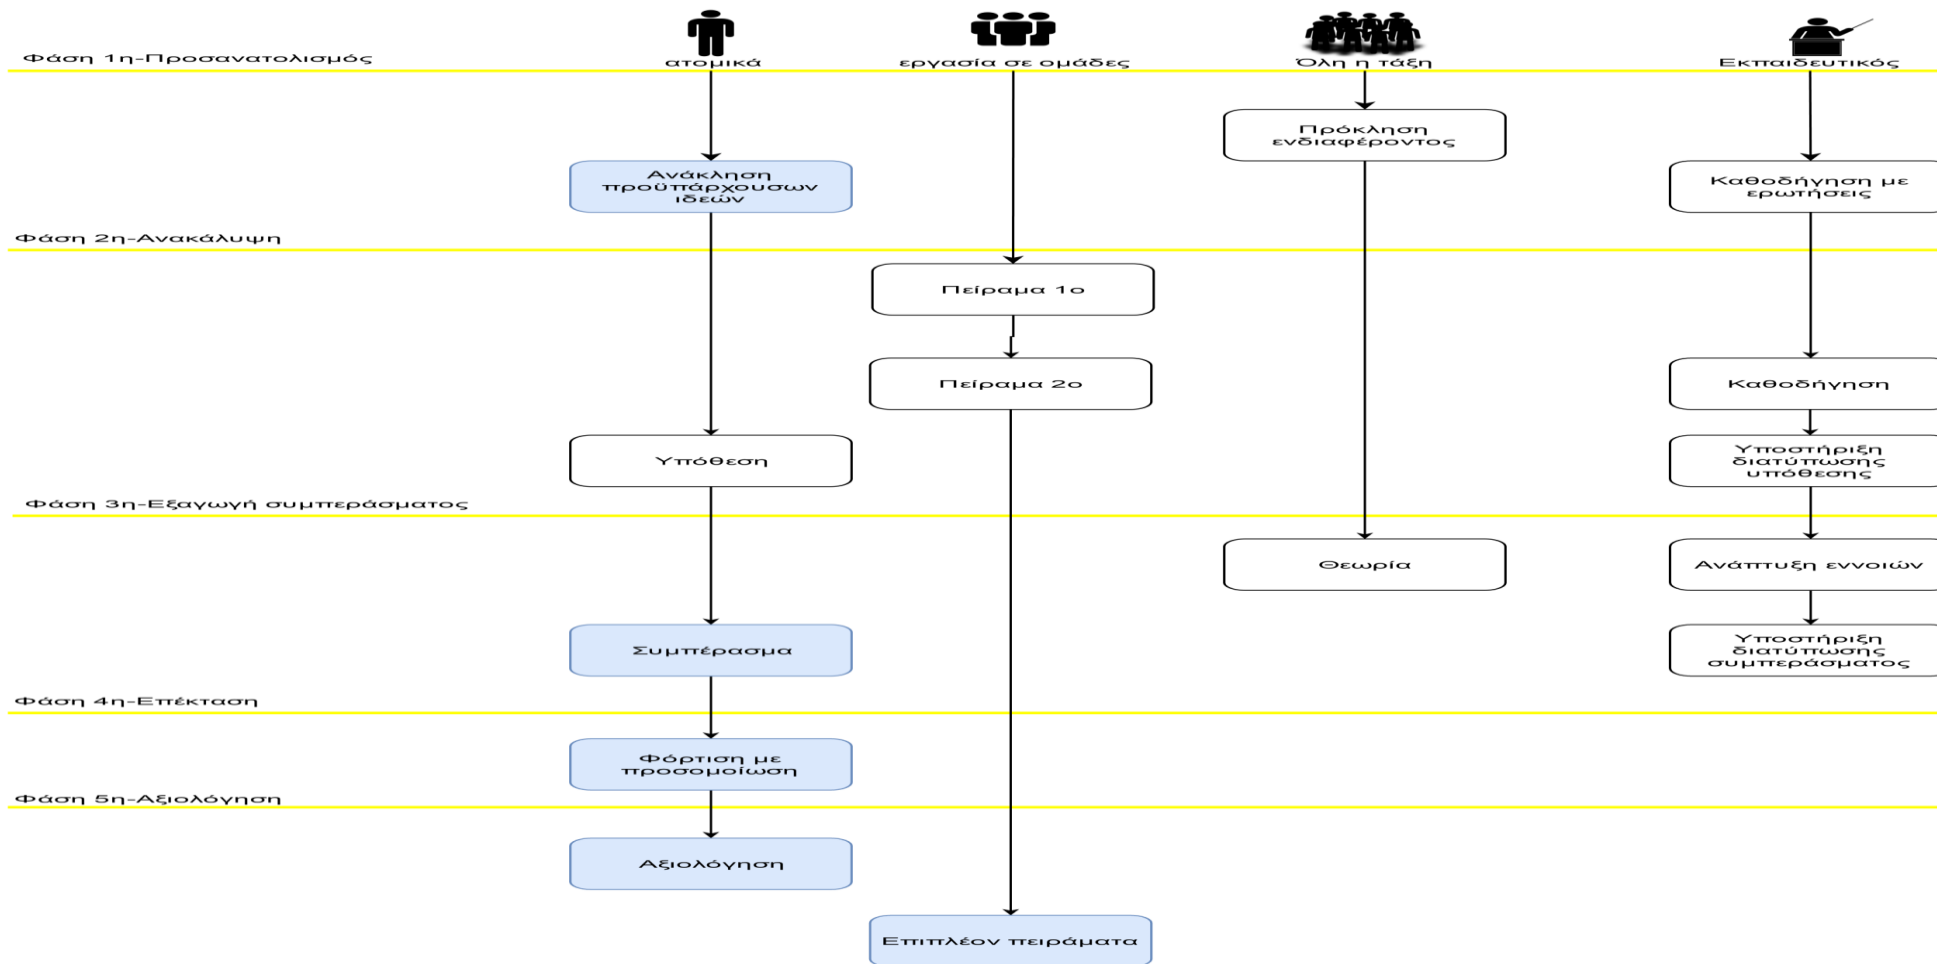 Φάση 1η-Προσανατολισμός
ατομικά
εργασία σε ομάδες
Όλη η τάξη
Εκπαιδευτικός
Πρόκληση
ενδιαφέροντος
Ανάκληση
προϋπάρχουσων
ιδεών
Καθοδήγηση με
ερωτήσεις
Φάση 2η-Ανακάλυψη
Πείραμα 1ο
Πείραμα 2ο
Καθοδήγηση
Υπόθεση
Υποστήριξη
διατύπωσης
υπόθεσης
Φάση 3η-Εξαγωγή συμπεράσματος
Θεωρία
Ανάπτυξη εννοιών
Συμπέρασμα
Υποστήριξη
διατύπωσης
συμπεράσματος
Φάση 4η-Επέκταση
Φόρτιση με
προσομοίωση
Φάση 5η-Αξιολόγηση
Αξιολόγηση
Επιπλέον πειράματα